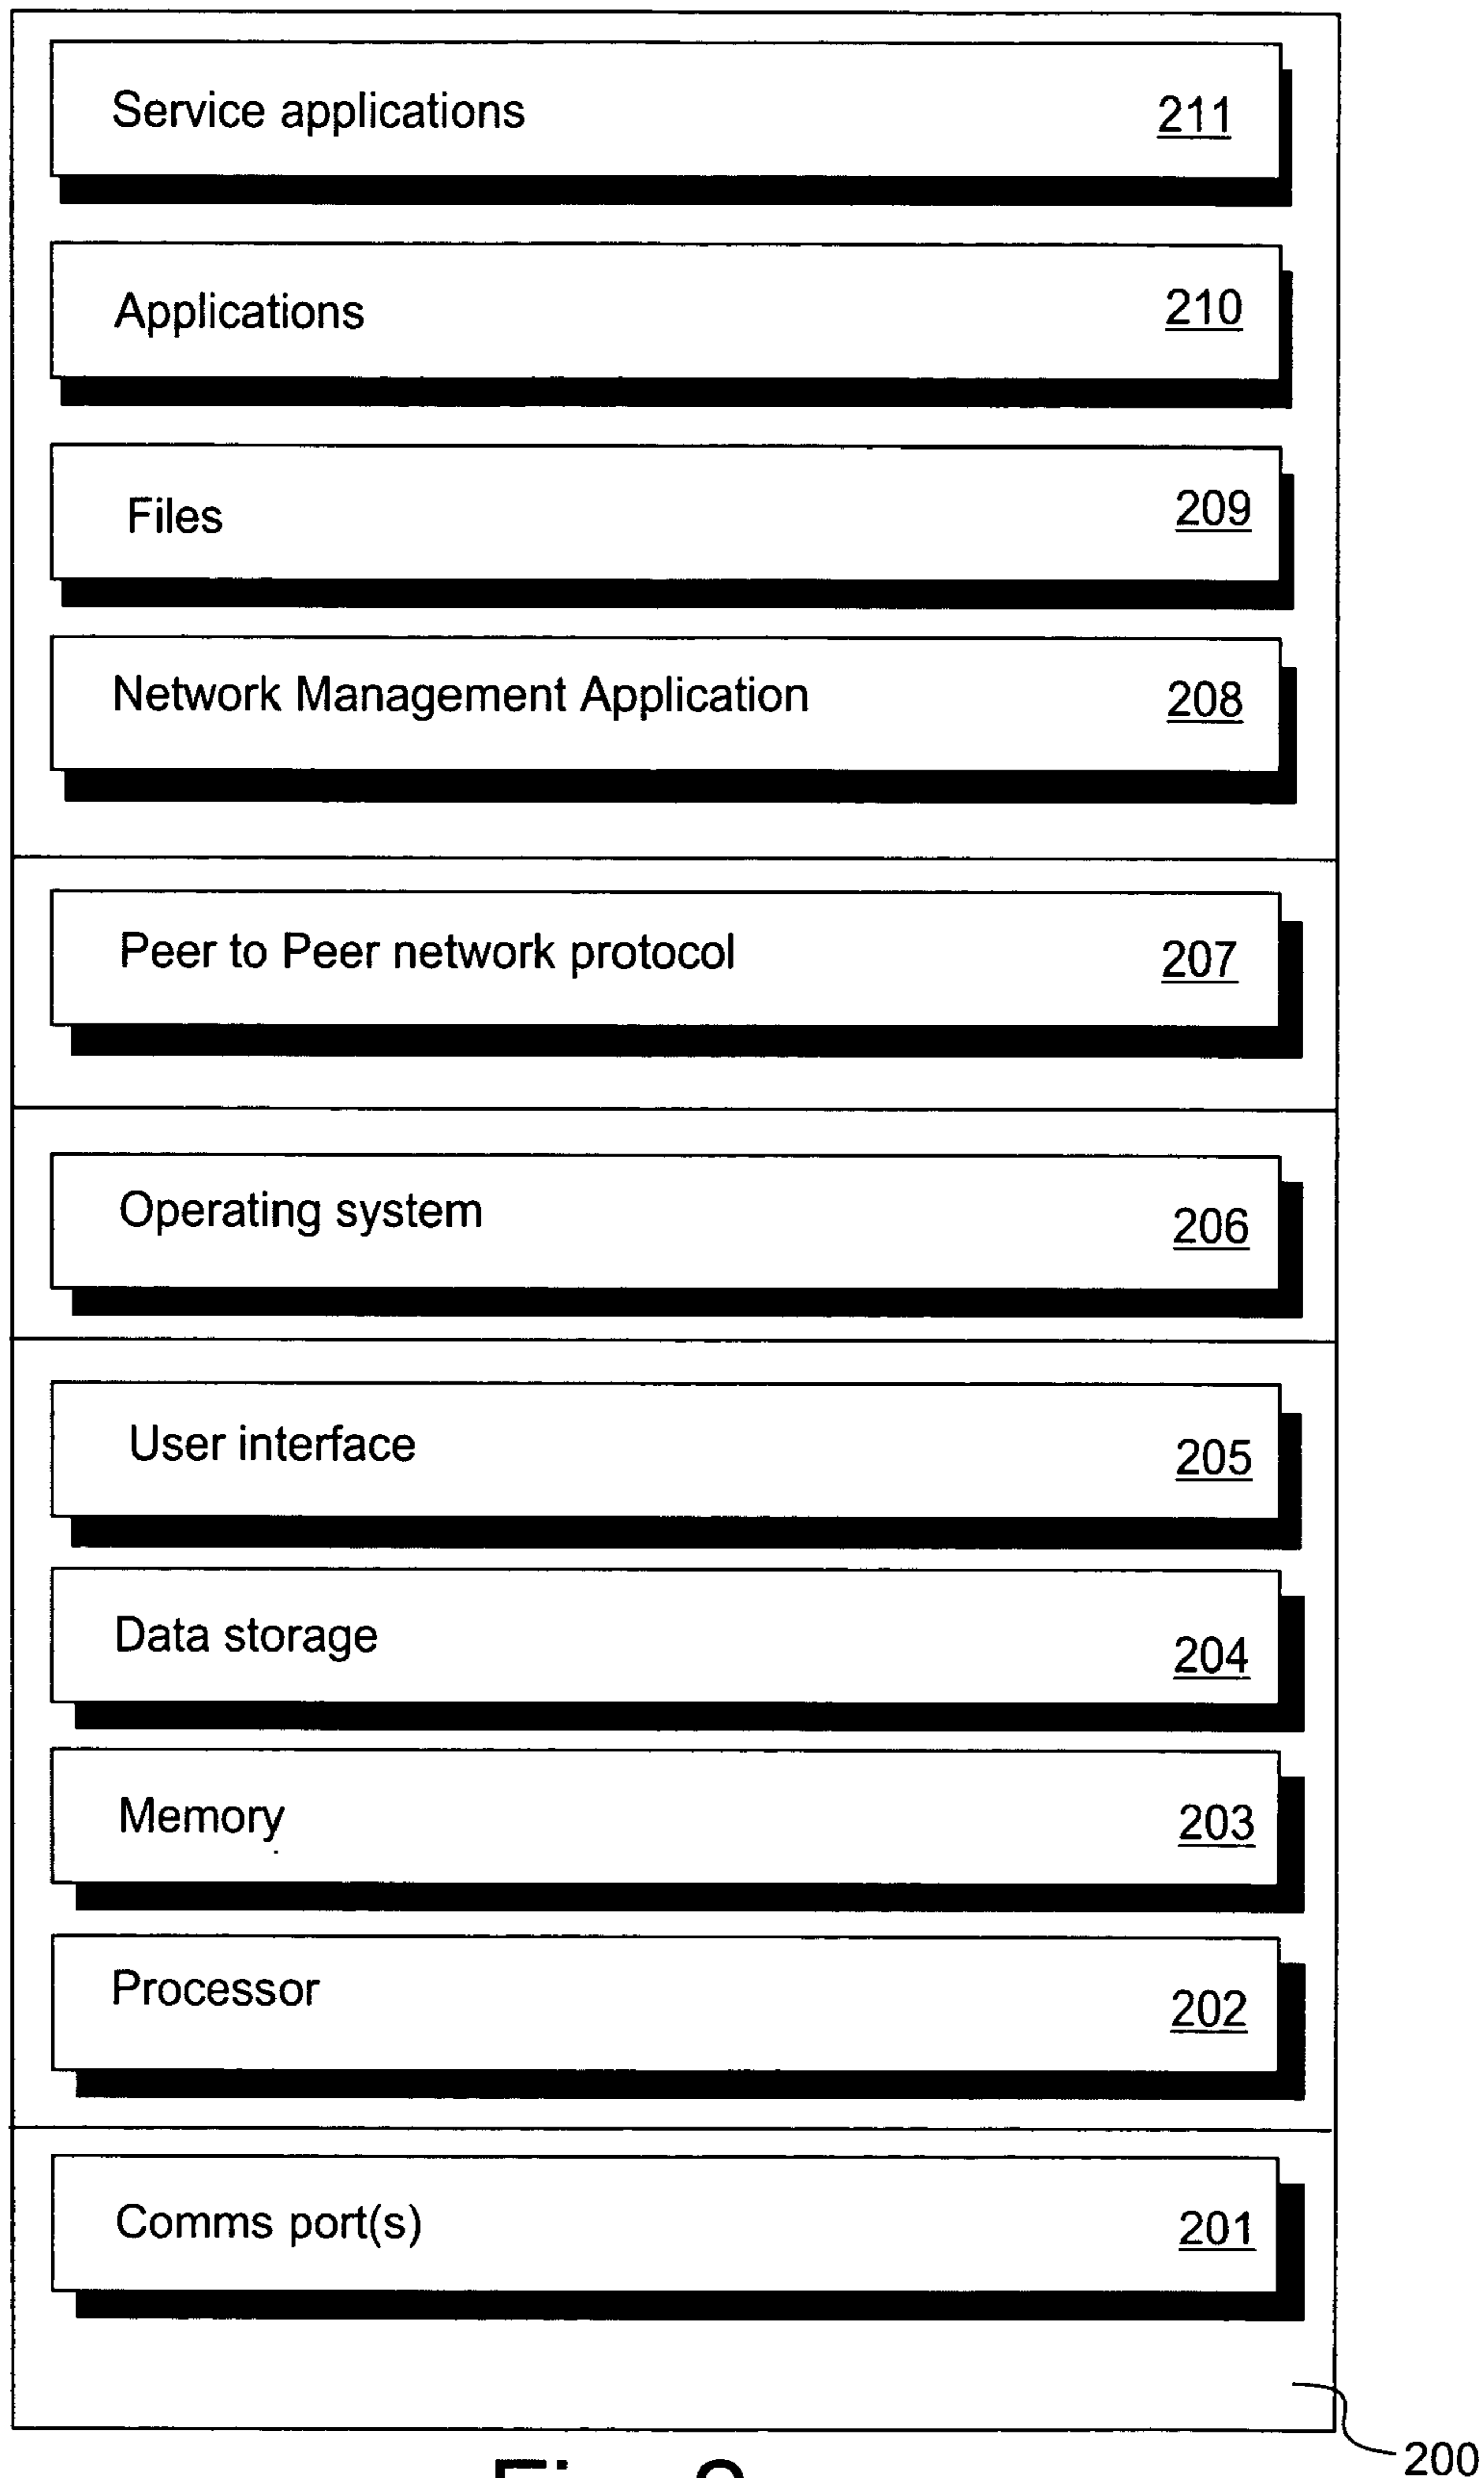 Service applications 211
Applications 210
Files 209
Network Management Application 208
Peer to Peer network protocol 207
Operating system 206
User interface 205
Data storage 204
Memory 203
Processor 202
Comms port(s) 201
200